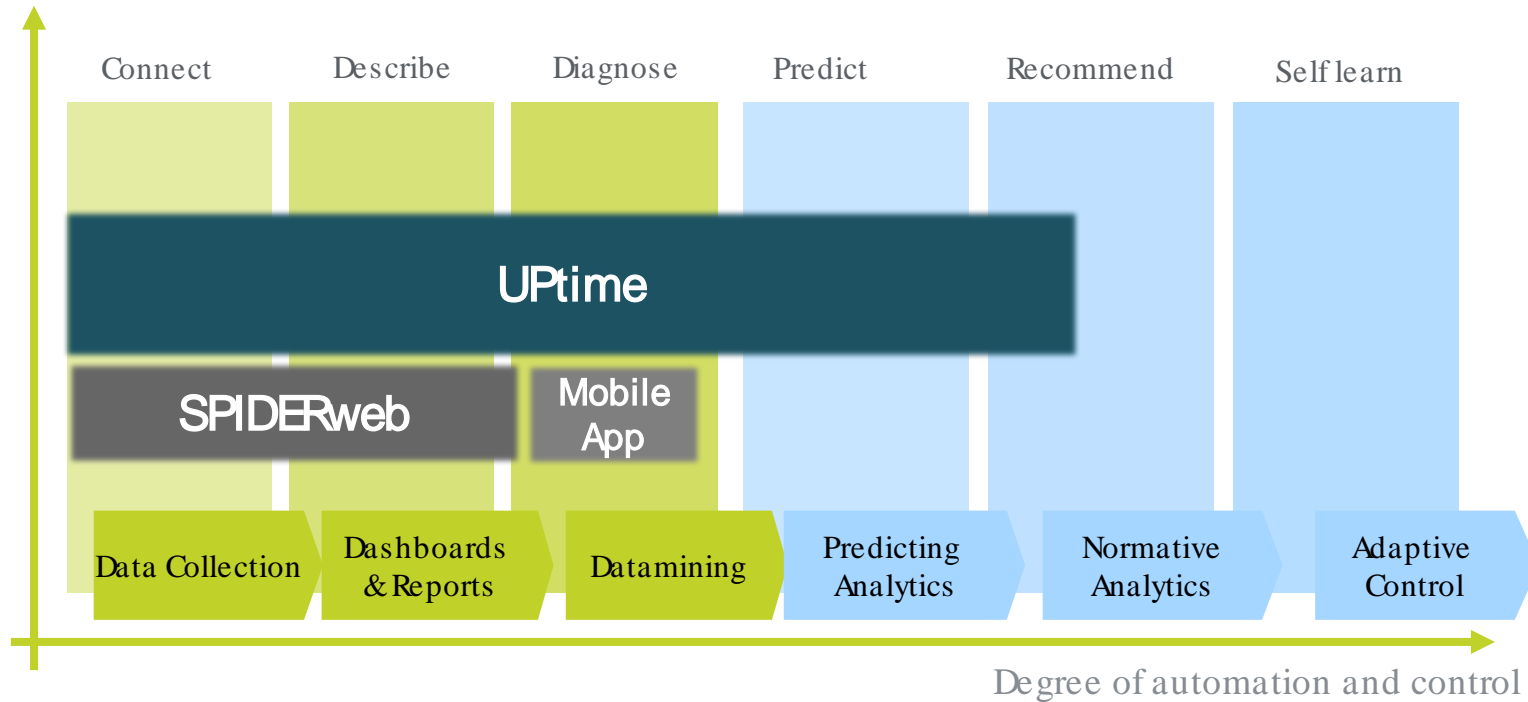 Connect
Describe
Diagnose
Predict
Recommend
Self learn
UPtime
SPIDERweb
Mobile
App
Data Collection
Dashboards
& Reports
Datamining
Predicting
Analytics
Normative
Analytics
Adaptive
Control
Degree of automation and control